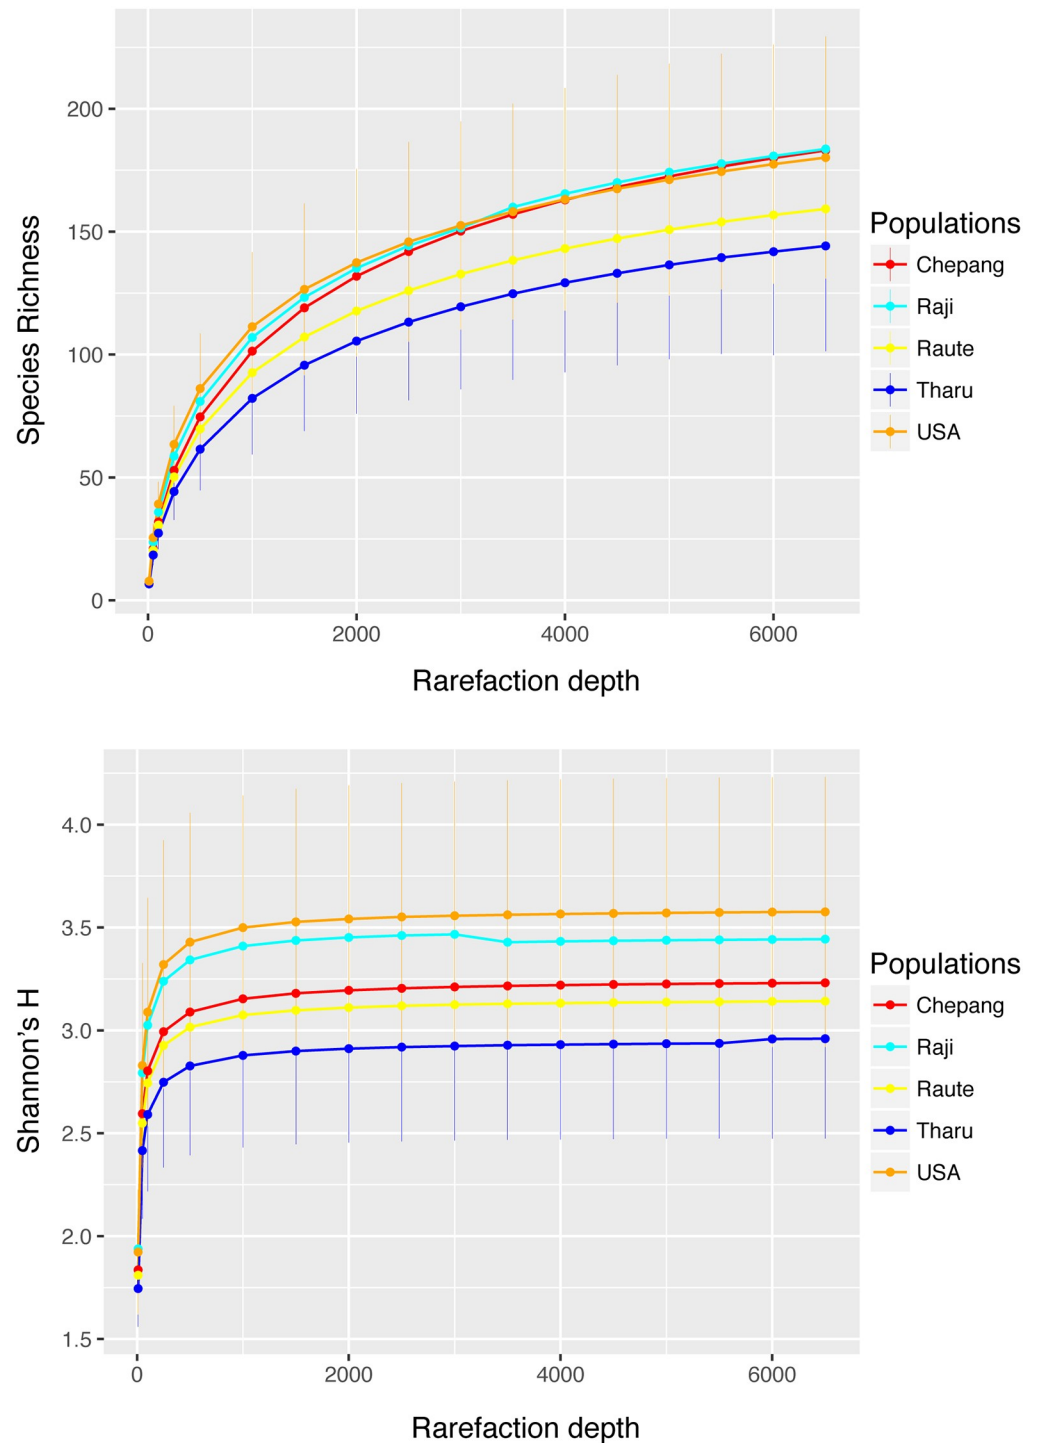 Species Richness
200
150
100
50
0
0 2000 4000 6000
Rarefaction depth
Populations
Chepang
Raji
Raute
Tharu
USA
Shannon's H
4.0
3.5
3.0
2.5
2.0
1.5
0 2000 4000 6000
Rarefaction depth
Populations
Chepang
Raji
Raute
Tharu
USA